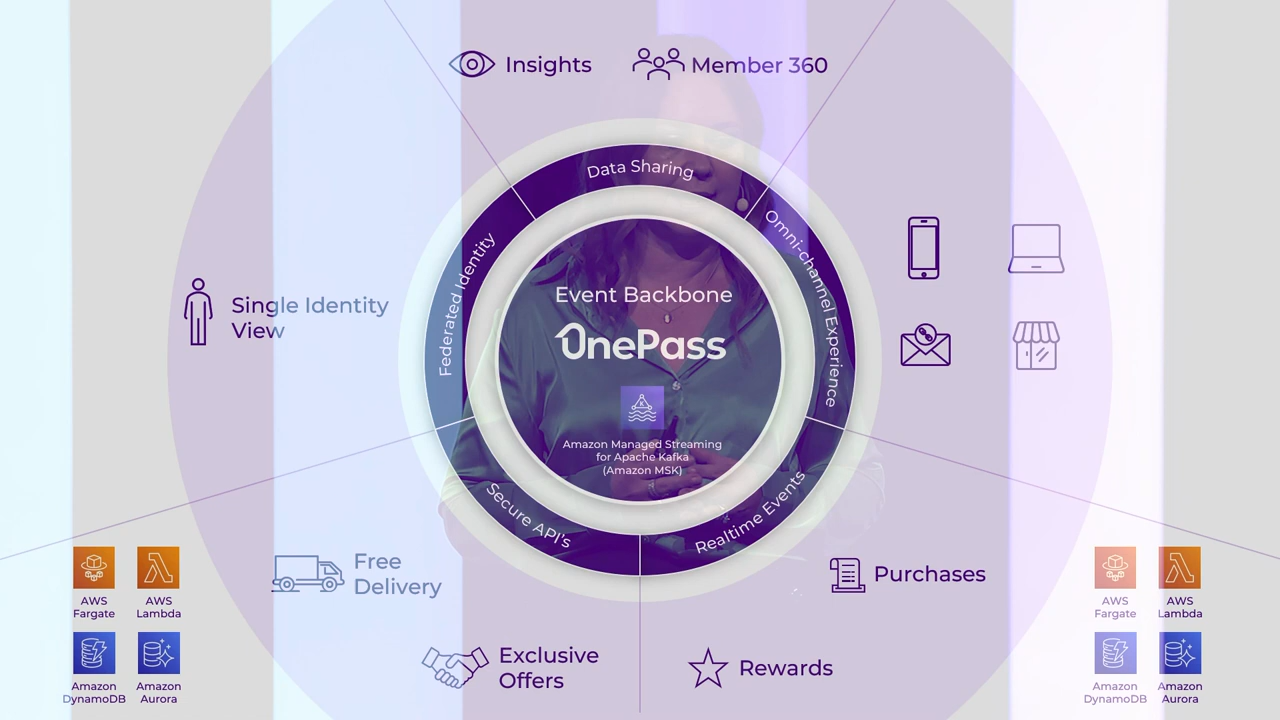 Insights
Member 360
Data Sharing
Federated Identity
Omni-channel Experience
Single Identity
View
Event Backbone
OnePass
K
Amazon Managed Streaming
for Apache Kafka
(Amazon MSK)
Secure API's
Realtime Events
Free
Delivery
Purchases
Exclusive
Offers
Rewards
AWS
Fargate
AWS
Lambda
Amazon
DynamoDB
Amazon
Aurora
AWS
Fargate
AWS
Lambda
Amazon
DynamoDB
Amazon
Aurora